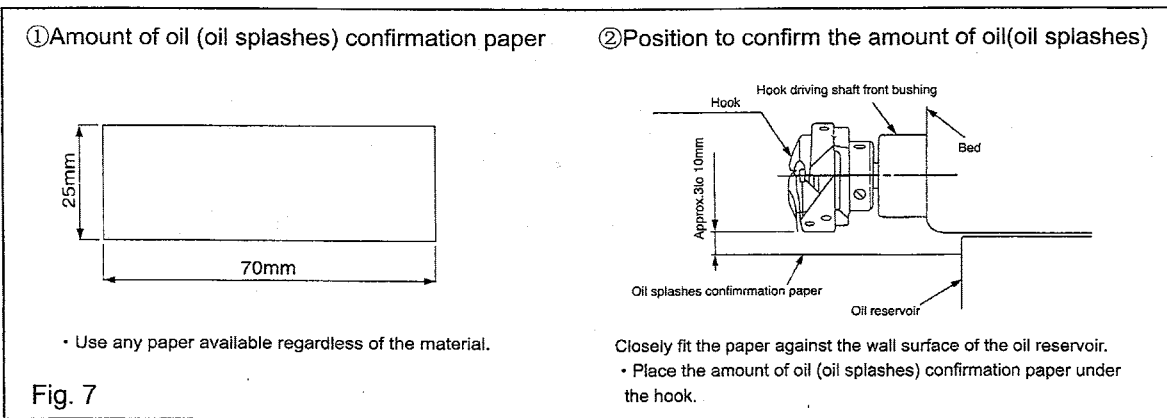 ①Amount of oil (oil splashes) confirmation paper
25mm
70mm
・Use any paper available regardless of the material.
Fig. 7
②Position to confirm the amount of oil(oil splashes)
Hook driving shaft front bushing
Hook
Bed
Approx.3to 10mm
Oil splashes confimrmation paper
Oil reservoir
Closely fit the paper against the wall surface of the oil reservoir.
・Place the amount of oil (oil splashes) confirmation paper under
the hook.